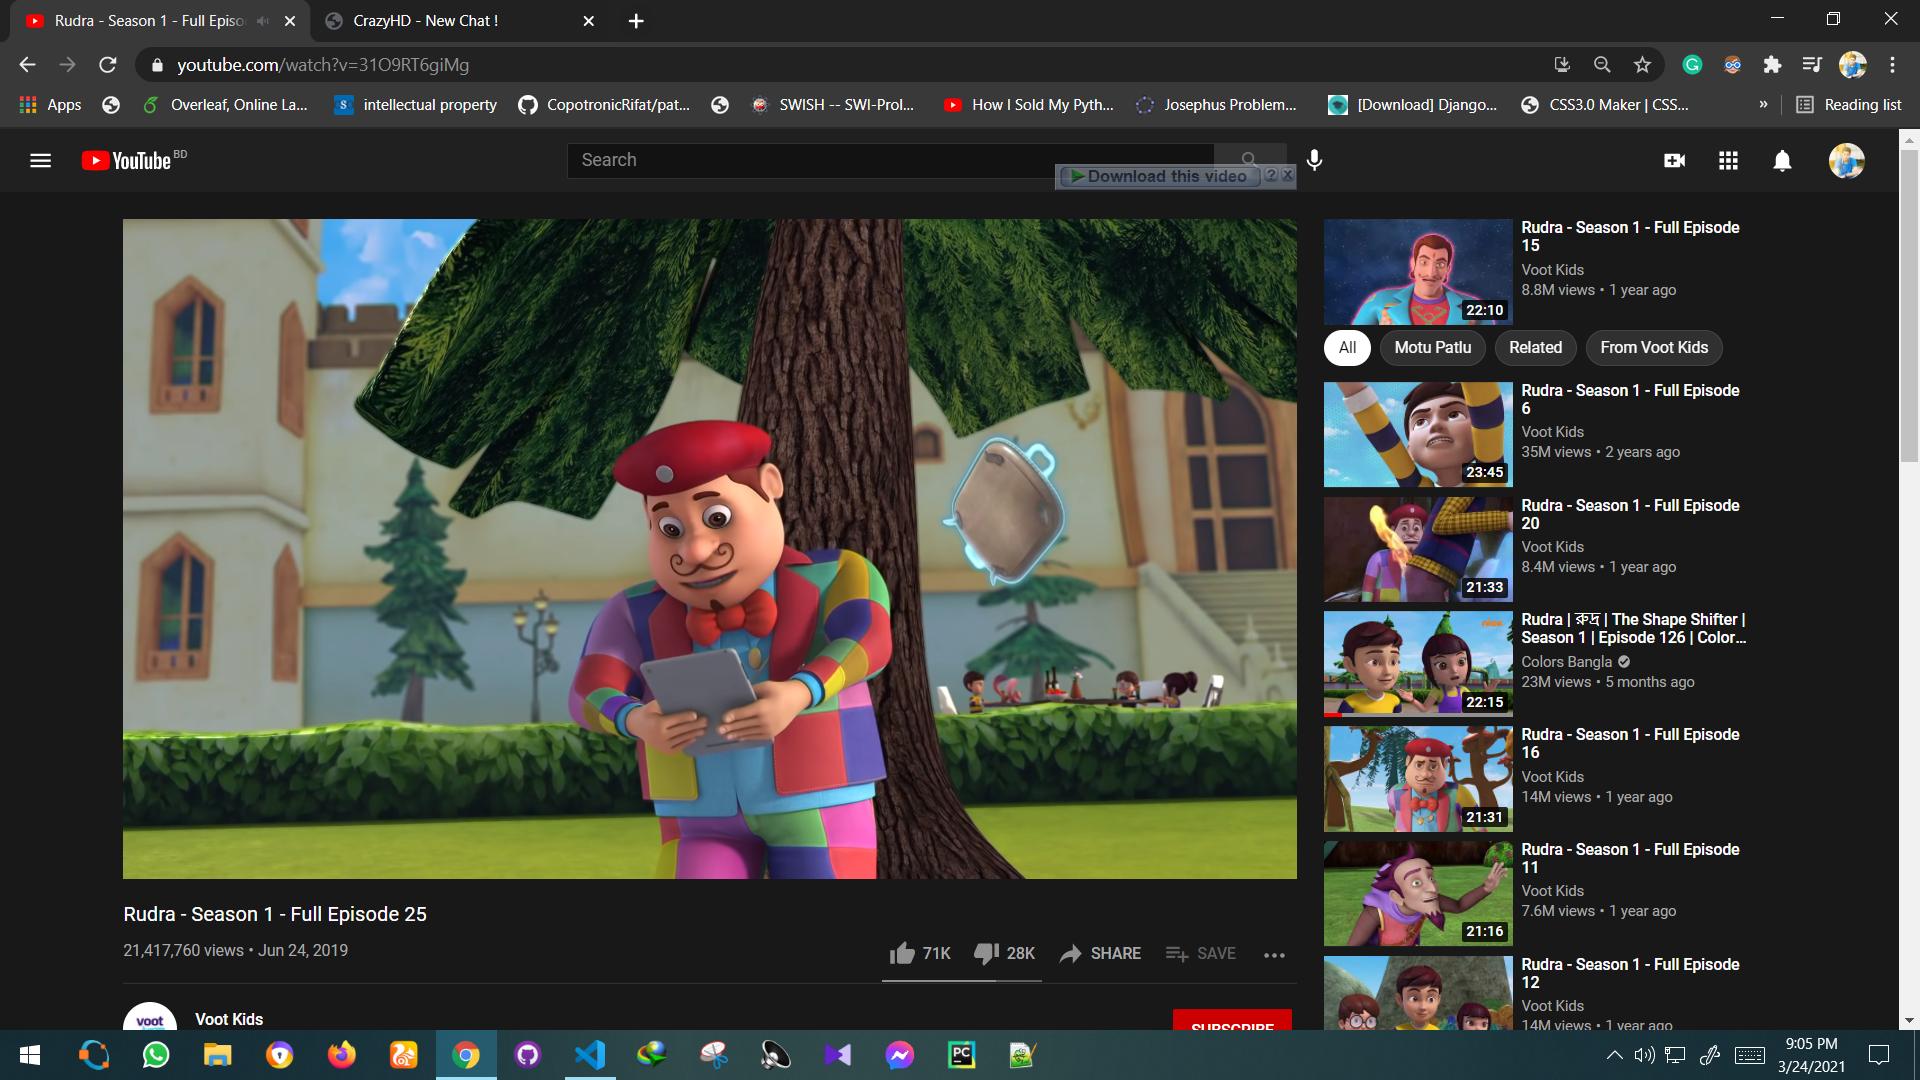 Rudra - Season 1 - Full Episo
CrazyHD - New Chat !
youtube.com/watch?v=31O9RT6giMg
Apps
Overleaf, Online La...
intellectual property
CopotronicRifat/pat...
SWISH -- SWI-Prol...
How I Sold My Pyth...
Josephus Problem...
[Download] Django...
CSS3.0 Maker | CSS...
Reading list
YouTube BD
Search
Download this video
Rudra - Season 1 - Full Episode 25
21,417,760 views • Jun 24, 2019
71K
28K
SHARE
SAVE
voot
Voot Kids
SUBSCRIBE
Rudra - Season 1 - Full Episode
15
Voot Kids
8.8M views • 1 year ago
22:10
All
Motu Patlu
Related
From Voot Kids
Rudra - Season 1 - Full Episode
6
Voot Kids
35M views • 2 years ago
23:45
Rudra - Season 1 - Full Episode
20
Voot Kids
8.4M views • 1 year ago
21:33
Rudra | রুদ্র | The Shape Shifter |
Season 1 | Episode 126 | Color...
Colors Bangla
23M views • 5 months ago
22:15
Rudra - Season 1 - Full Episode
16
Voot Kids
14M views • 1 year ago
21:31
Rudra - Season 1 - Full Episode
11
Voot Kids
7.6M views • 1 year ago
21:16
Rudra - Season 1 - Full Episode
12
Voot Kids
14M views • 1 year ago
PC
9:05 PM
3/24/2021